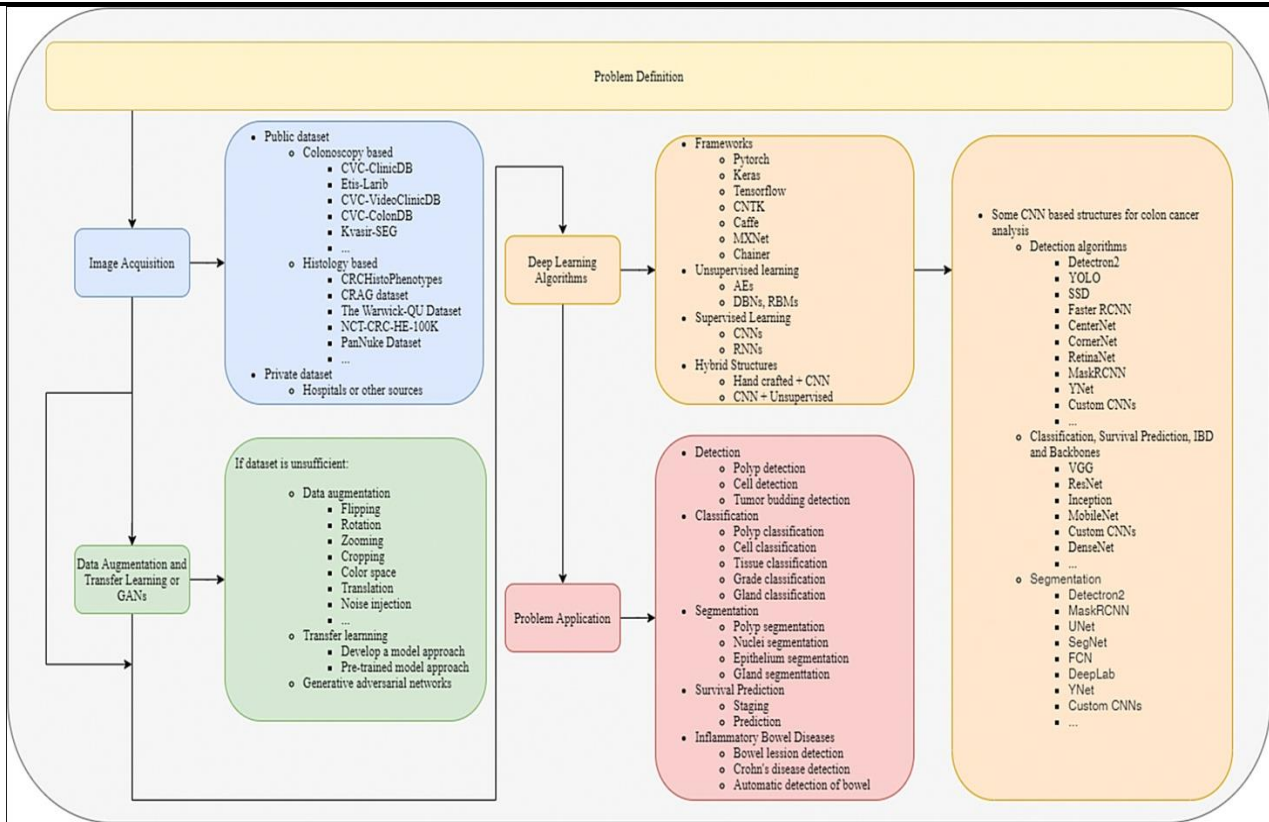 Problem Definition
Image Acquisition
• Public dataset
o Colonoscopy based
▪ CVC-ClinicDB
▪ Etis-Larib
▪ CVC-VideoClinicDB
▪ CVC-ColonDB
▪ Kvasir-SEG
▪ ...
o Histology based
▪ CRCHistoPhenotypes
▪ CRAG dataset
▪ The Warwick-QU Dataset
▪ NCT-CRC-HE-100K
▪ PanNuke Dataset
▪ ...
• Private dataset
o Hospitals or other sources
Data Augmentation and
Transfer Learning or
GANs
If dataset is unsufficient:
o Data augmentation
▪ Flipping
▪ Rotation
▪ Zooming
▪ Cropping
▪ Color space
▪ Translation
▪ Noise injection
▪ ...
o Transfer learnning
▪ Develop a model approach
▪ Pre-trained model approach
o Generative adversarial networks
Deep Learning
Algorithms
• Frameworks
o Pytorch
o Keras
o Tensorflow
o CNTK
o Caffe
o MXNet
o Chainer
• Unsupervised learning
o AEs
o DBNs, RBMs
• Supervised Learning
o CNNs
o RNNs
• Hybrid Structures
o Hand crafted + CNN
o CNN + Unsupervised
Problem Application
• Detection
o Polyp detection
o Cell detection
o Tumor budding detection
• Classification
o Polyp classification
o Cell classification
o Tissue classification
o Grade classification
o Gland classification
• Segmentation
o Polyp segmentation
o Nuclei segmentation
o Epithelium segmentation
o GIand segmenttation
• Survival Prediction
o Staging
o Prediction
• Inflammatory Bowel Diseases
o Bowel lession detection
o Crohn's disease detection
o Automatic detection of bowel
• Some CNN based structures for colon cancer
analysis
o Detection algorithms
▪ Detectron2
▪ YOLO
▪ SSD
▪ Faster RCNN
▪ CenterNet
▪ CornerNet
▪ RetinaNet
▪ MaskRCNN
▪ YNet
▪ Custom CNNs
▪ ...
o Classification, Survival Prediction, IBD
and Backbones
▪ VGG
▪ ResNet
▪ Inception
▪ MobileNet
▪ Custom CNNs
▪ DenseNet
▪ ...
o Segmentation
▪ Detectron2
▪ MaskRCNN
▪ UNet
▪ SegNet
▪ FCN
▪ DeepLab
▪ YNet
▪ Custom CNNs
▪ ...